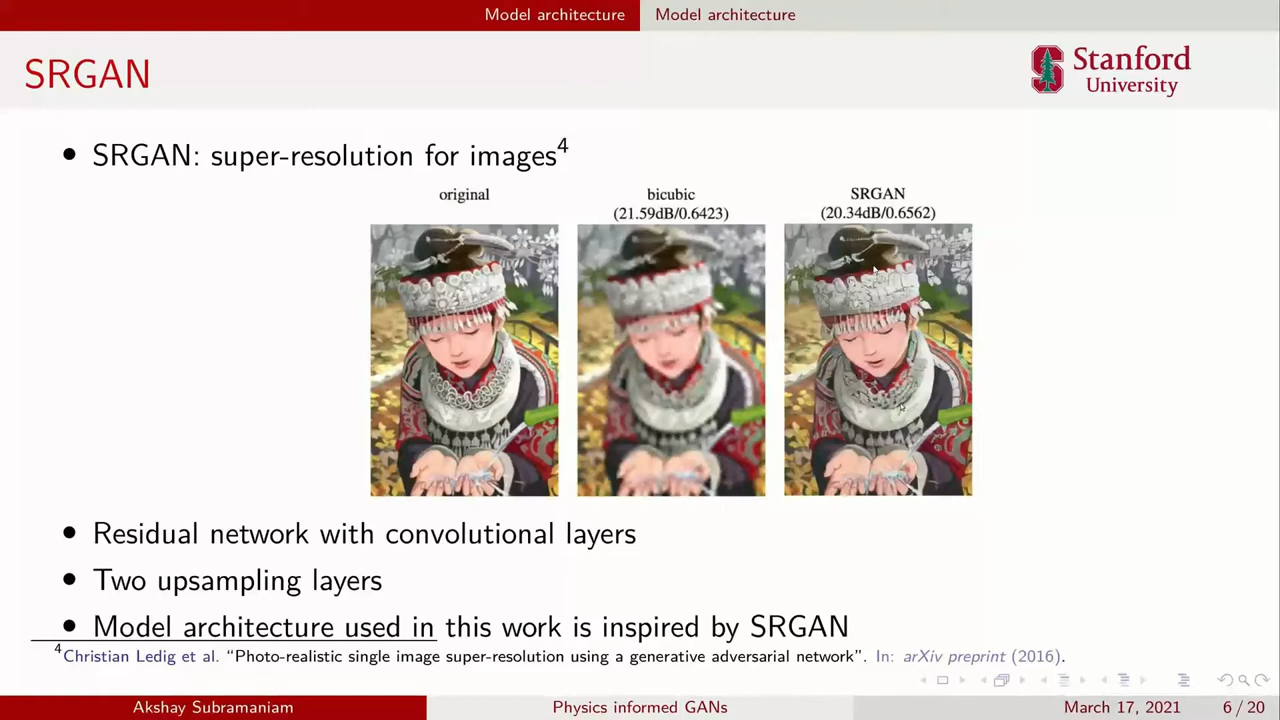 Model architecture Model architecture
SRGAN
Stanford
University
• SRGAN: super-resolution for images⁴
original
bicubic
(21.59dB/0.6423)
SRGAN
(20.34dB/0.6562)
• Residual network with convolutional layers
• Two upsampling layers
• Model architecture used in this work is inspired by SRGAN
⁴Christian Ledig et al. “Photo-realistic single image super-resolution using a generative adversarial network”. In: arXiv preprint (2016).
Akshay Subramaniam Physics informed GANs March 17, 2021 6 / 20